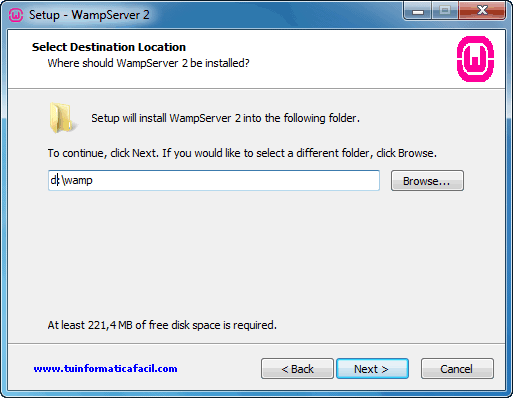 Setup - WampServer 2
Select Destination Location
Where should WampServer 2 be installed?
Setup will install WampServer 2 into the following folder.
To continue, click Next. If you would like to select a different folder, click Browse.
d:\wamp
Browse...
At least 221,4 MB of free disk space is required.
www.tuinformaticafacil.com
< Back
Next >
Cancel